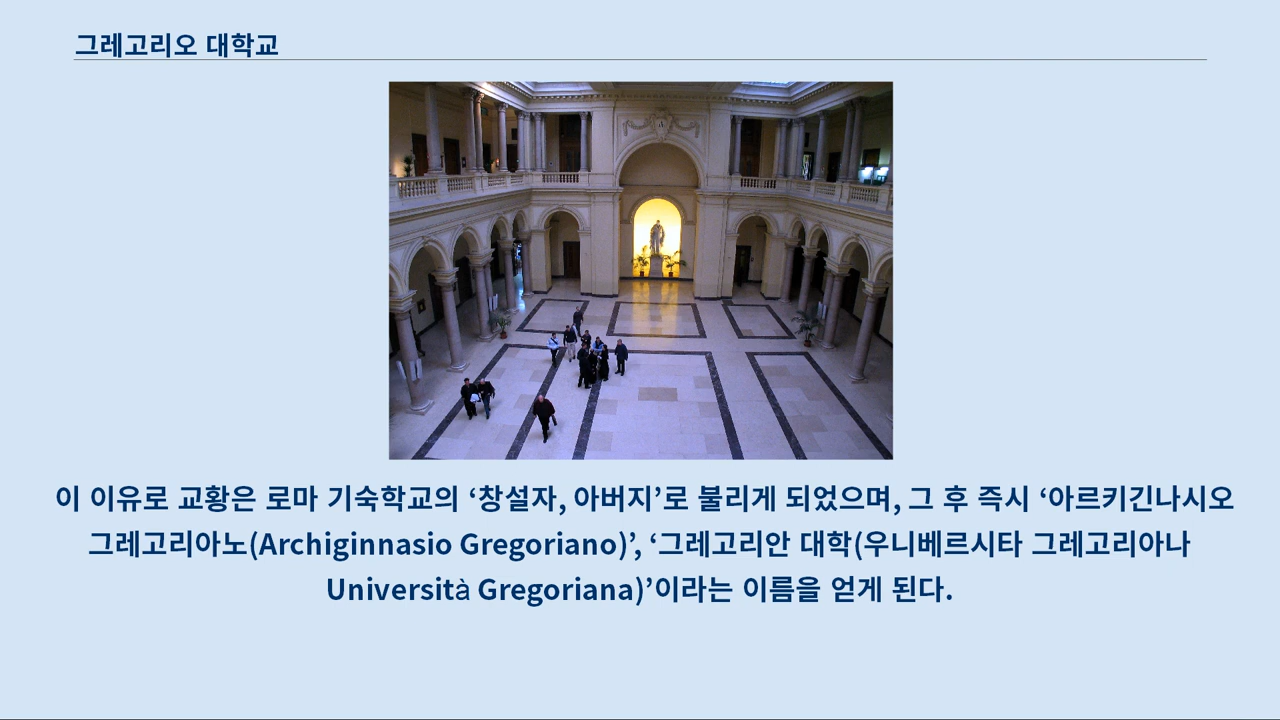 그레고리오 대학교
이 이유로 교황은 로마 기숙학교의 ‘창설자, 아버지’로 불리게 되었으며, 그 후 즉시 ‘아르키긴나시오
그레고리아노(Archiginnasio Gregoriano)’, ‘그레고리안 대학(우니베르시타 그레고리아나
Università Gregoriana)’이라는 이름을 얻게 된다.